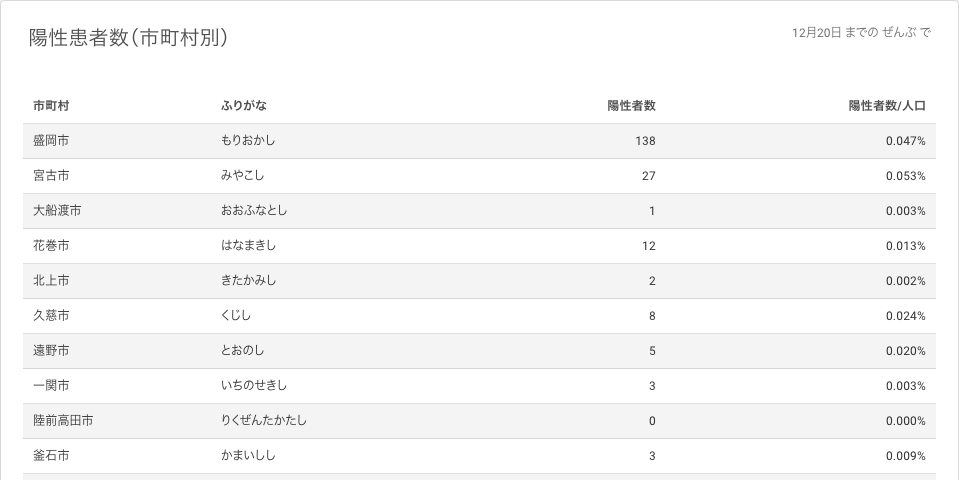 陽性患者数（市町村別）
12月20日 までの ぜんぶ で
市町村 ふりがな 陽性者数 陽性者数/人口
盛岡市 もりおかし 138 0.047%
宮古市 みやこし 27 0.053%
大船渡市 おおふなとし 1 0.003%
花巻市 はなまきし 12 0.013%
北上市 きたかみし 2 0.002%
久慈市 くじし 8 0.024%
遠野市 とおのし 5 0.020%
一関市 いちのせきし 3 0.003%
陸前高田市 りくぜんたかたし 0 0.000%
釜石市 かまいしし 3 0.009%